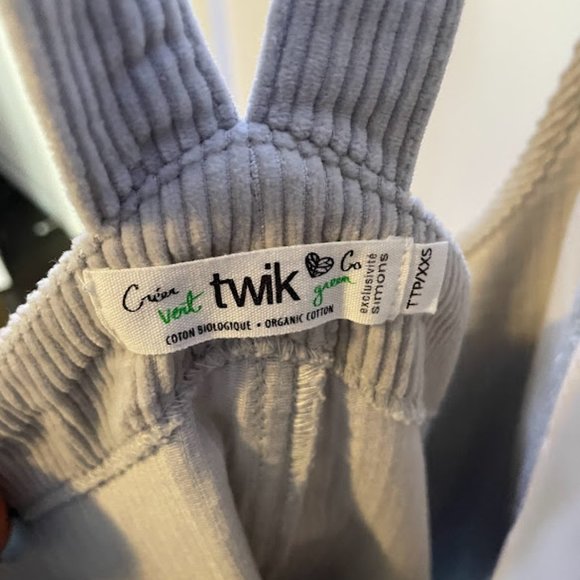 Créer vert
twik
Go green
COTON BIOLOGIQUE • ORGANIC COTTON
exclusivité
simons
TTP/XXS